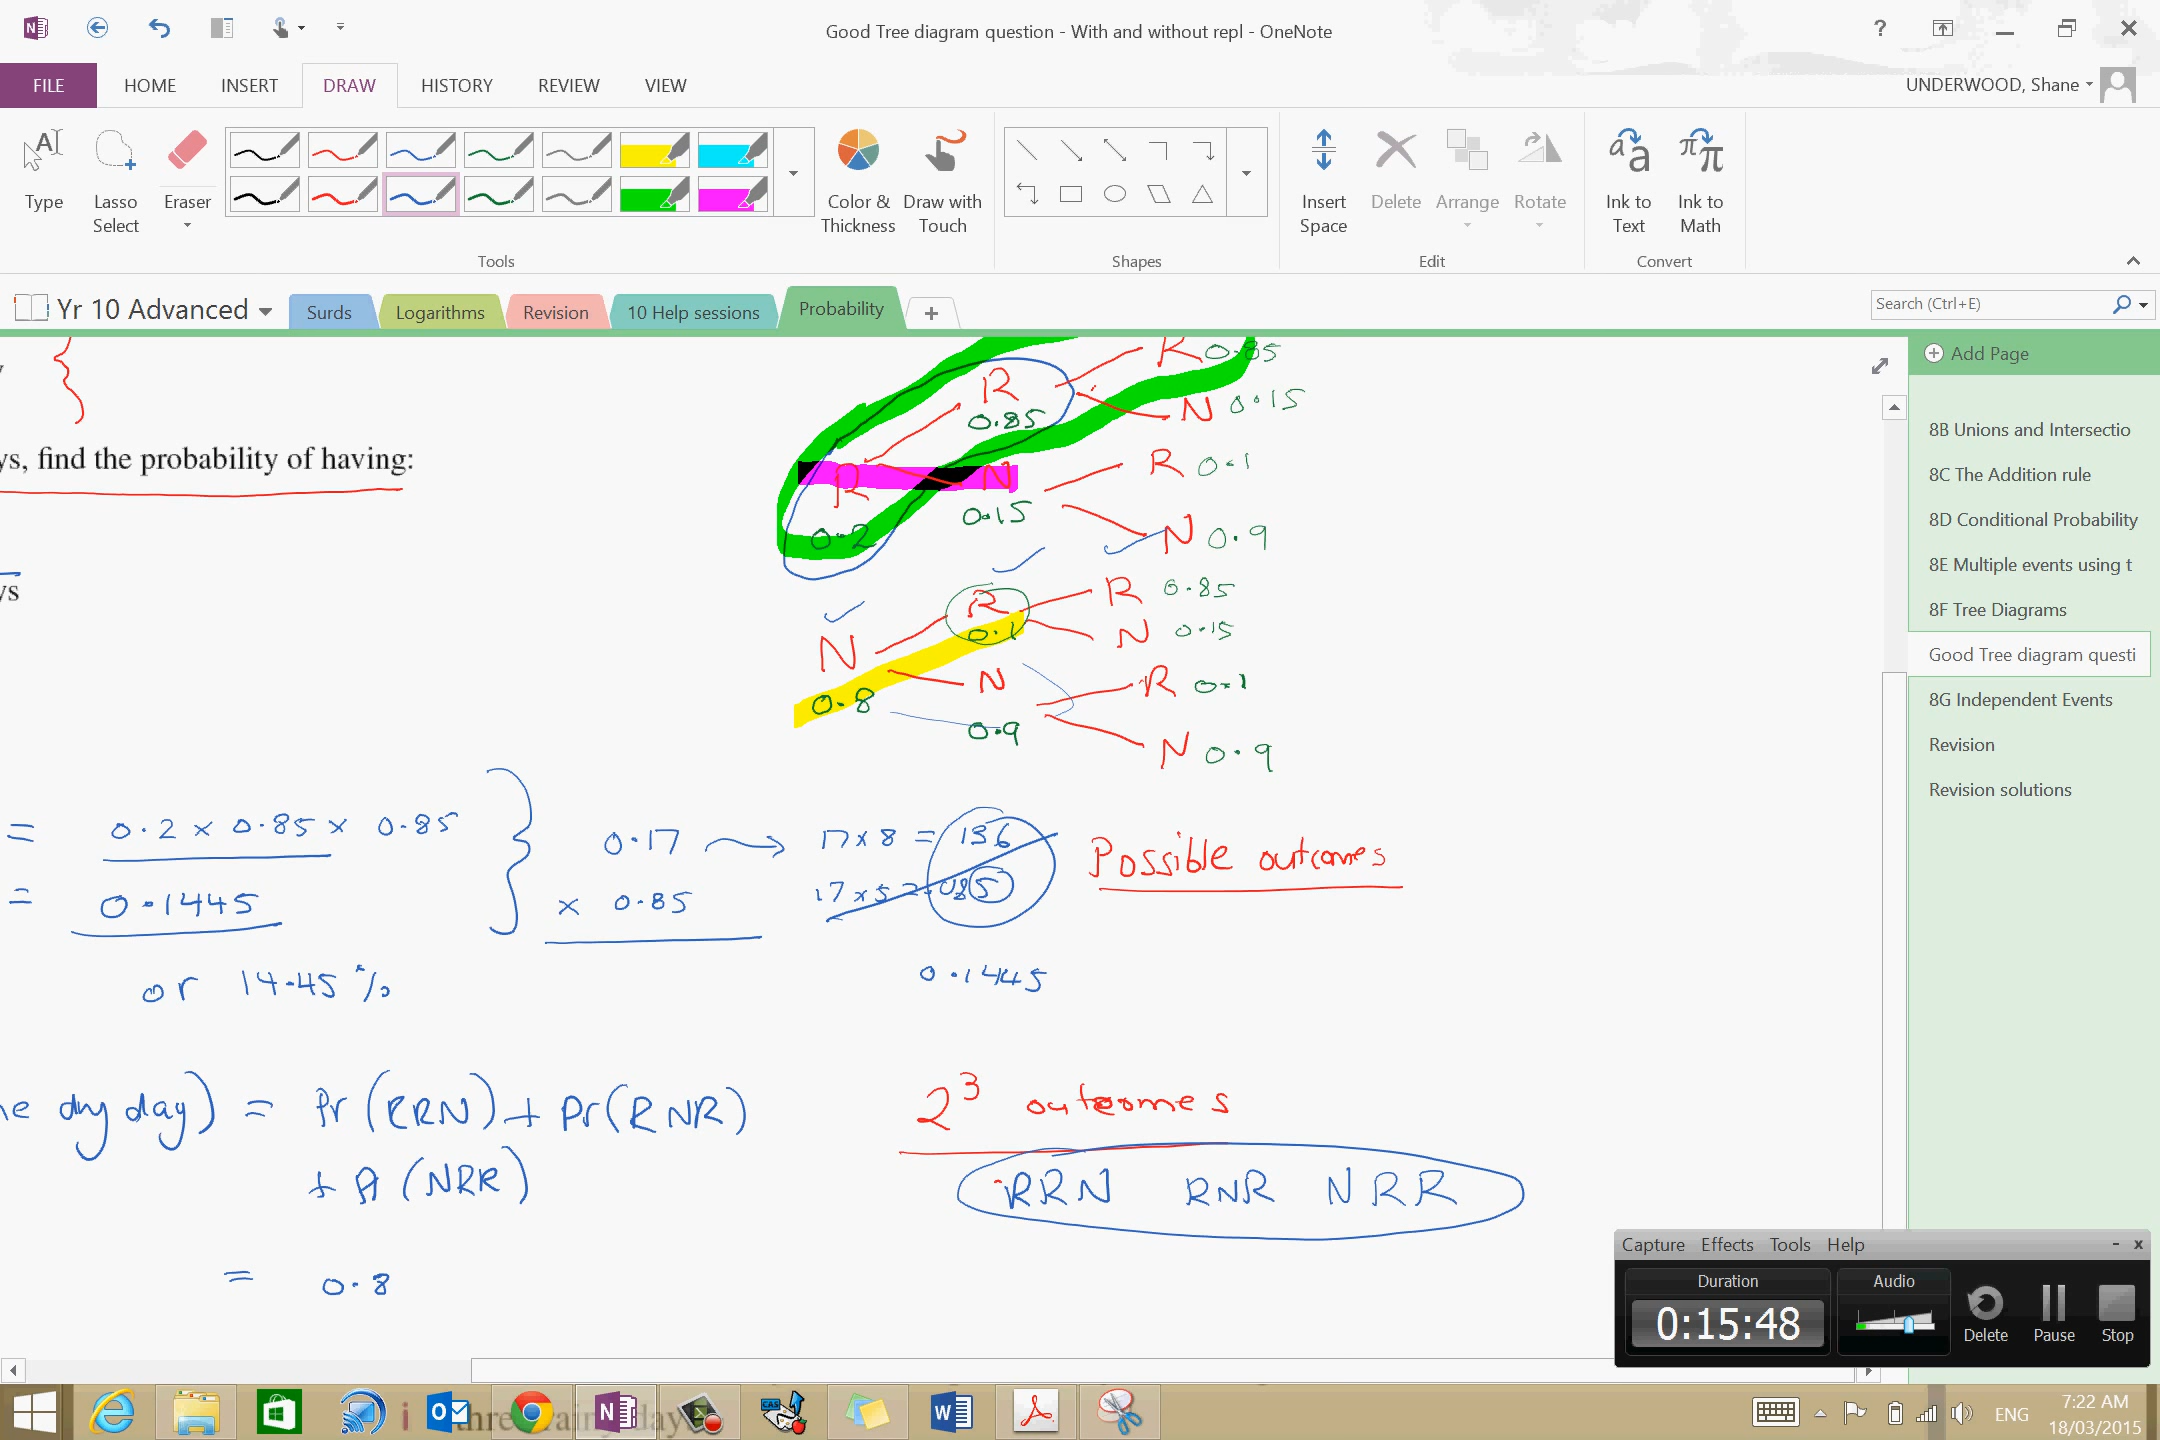 Good Tree diagram question - With and without repl - OneNote
?
FILE HOME INSERT DRAW HISTORY REVIEW VIEW
UNDERWOOD, Shane
Type
Lasso Select
Eraser
Color & Thickness
Draw with Touch
Insert Space
Delete
Arrange
Rotate
Ink to Text
Ink to Math
Tools
Shapes
Edit
Convert
Yr 10 Advanced
Surds
Logarithms
Revision
10 Help sessions
Probability
Search (Ctrl+E)
Add Page
8B Unions and Intersectio
8C The Addition rule
8D Conditional Probability
8E Multiple events using t
8F Tree Diagrams
Good Tree diagram questi
8G Independent Events
Revision
Revision solutions
ys, find the probability of having:
ys
R 0.85
R
0.85
N 0.15
R
N
R 0.1
0.2
0.15
N 0.9
R 0.85
R
0.1
N 0.15
N
N
R 0.1
0.8
0.9
N 0.9
= 0.2 x 0.85 x 0.85
0.17
17 x 8 = 136
Possible outcomes
= 0.1445
x 0.85
or 14.45 %
0.1445
ne dry day) = Pr (RRN) + Pr(RNR)
+ Pr (NRR)
2³ outcomes
RRN RNR NRR
= 0.8
Capture Effects Tools Help
Duration
0:15:48
Audio
Delete
Pause
Stop
7:22 AM
ENG
18/03/2015